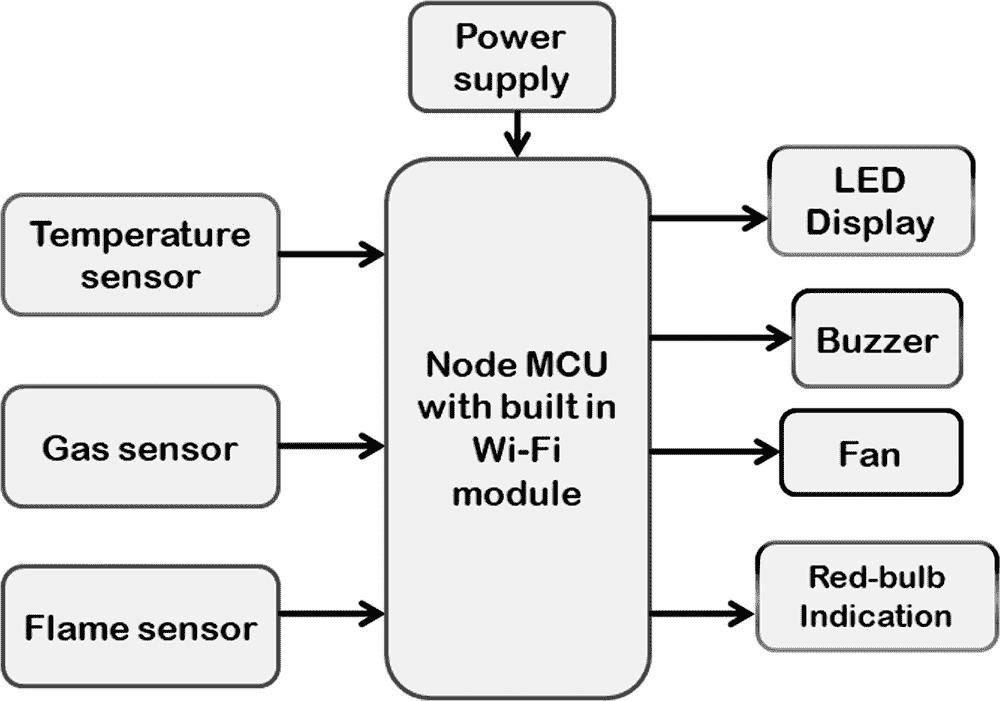 Power
supply
Temperature
sensor
Gas sensor
Flame sensor
Node MCU
with built in
Wi-Fi
module
LED
Display
Buzzer
Fan
Red-bulb
Indication